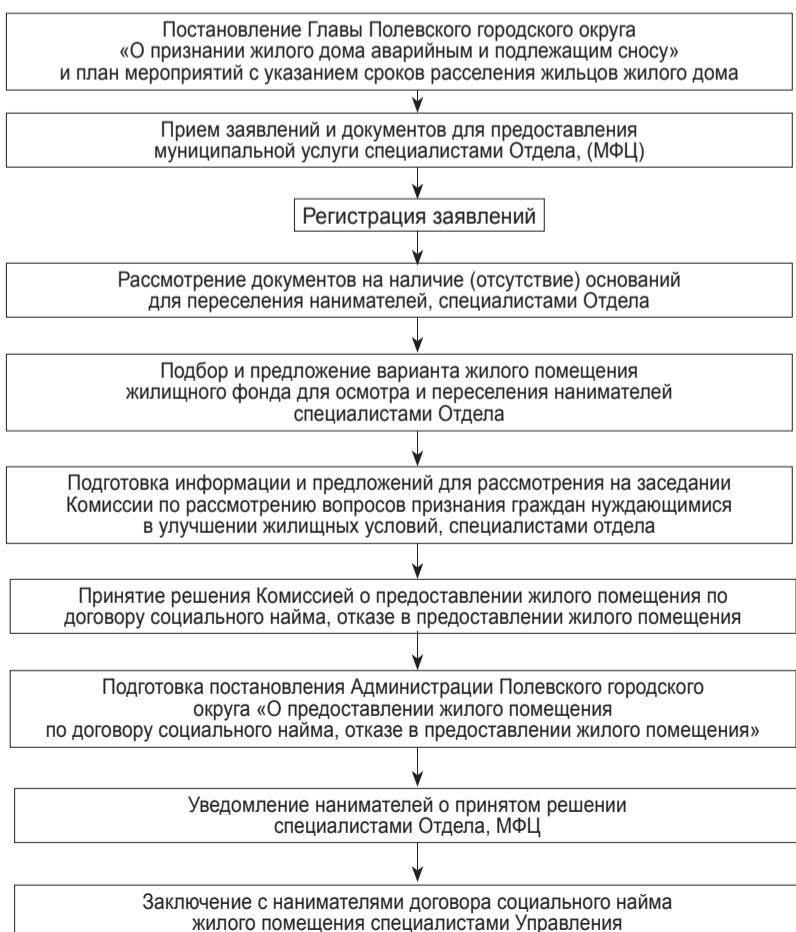 Постановление Главы Полевского городского округа
«О признании жилого дома аварийным и подлежащим сносу»
и план мероприятий с указанием сроков расселения жильцов жилого дома
Прием заявлений и документов для предоставления
муниципальной услуги специалистами Отдела, (МФЦ)
Регистрация заявлений
Рассмотрение документов на наличие (отсутствие) оснований
для переселения нанимателей, специалистами Отдела
Подбор и предложение варианта жилого помещения
жилищного фонда для осмотра и переселения нанимателей
специалистами Отдела
Подготовка информации и предложений для рассмотрения на заседании
Комиссии по рассмотрению вопросов признания граждан нуждающимися
в улучшении жилищных условий, специалистами отдела
Принятие решения Комиссией о предоставлении жилого помещения по
договору социального найма, отказе в предоставлении жилого помещения
Подготовка постановления Администрации Полевского городского
округа «О предоставлении жилого помещения
по договору социального найма, отказе в предоставлении жилого помещения»
Уведомление нанимателей о принятом решении
специалистами Отдела, МФЦ
Заключение с нанимателями договора социального найма
жилого помещения специалистами Управления